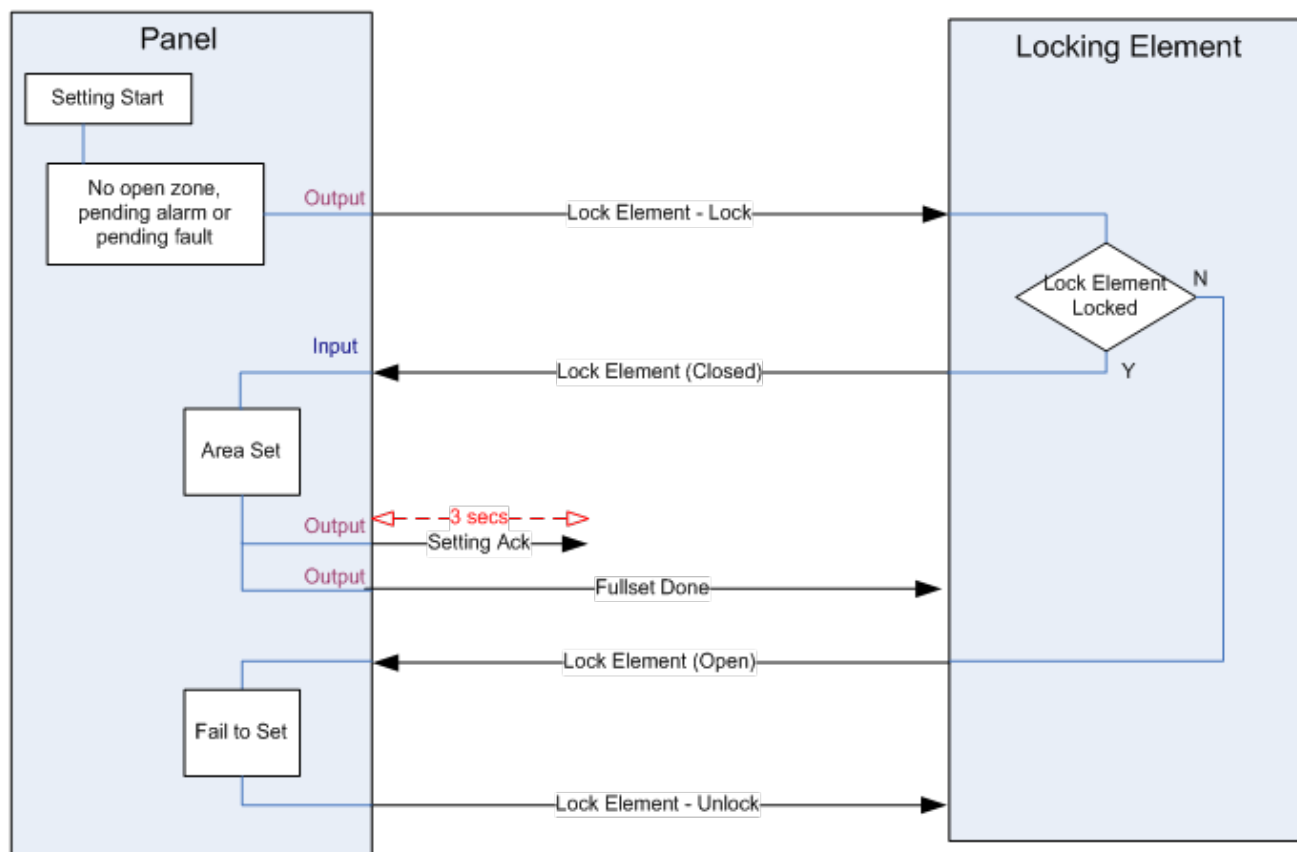 Panel
Locking Element
Setting Start
No open zone,
pending alarm or
pending fault
Output
Lock Element - Lock
Lock Element
Locked
N
Y
Input
Lock Element (Closed)
Area Set
3 secs
Output
Setting Ack
Output
Fullset Done
Lock Element (Open)
Fail to Set
Lock Element - Unlock